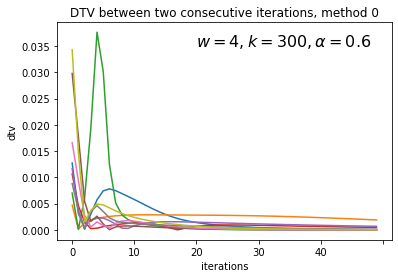 DTV between two consecutive iterations, method 0
w = 4, k = 300, α = 0.6
0.035
0.030
0.025
0.020
0.015
0.010
0.005
0.000
dtv
0 10 20 30 40
iterations